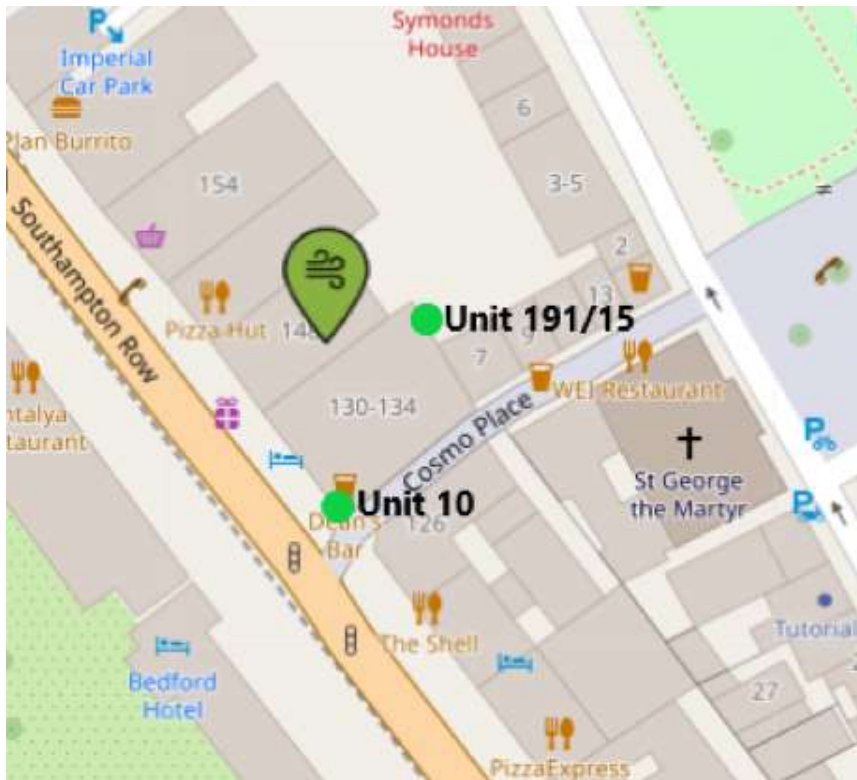 Symonds
House
Imperial
Car Park
Plan Burrito
6
154
3-5
2
Southampton Row
13
Unit 191/15
Pizza Hut
7
9
WEJ Restaurant
130-134
Cosmo Place
St George
the Martyr
Unit 10
Dean's
Bar
126
The Shell
Tutorial
Bedford
Hotel
27
PizzaExpress